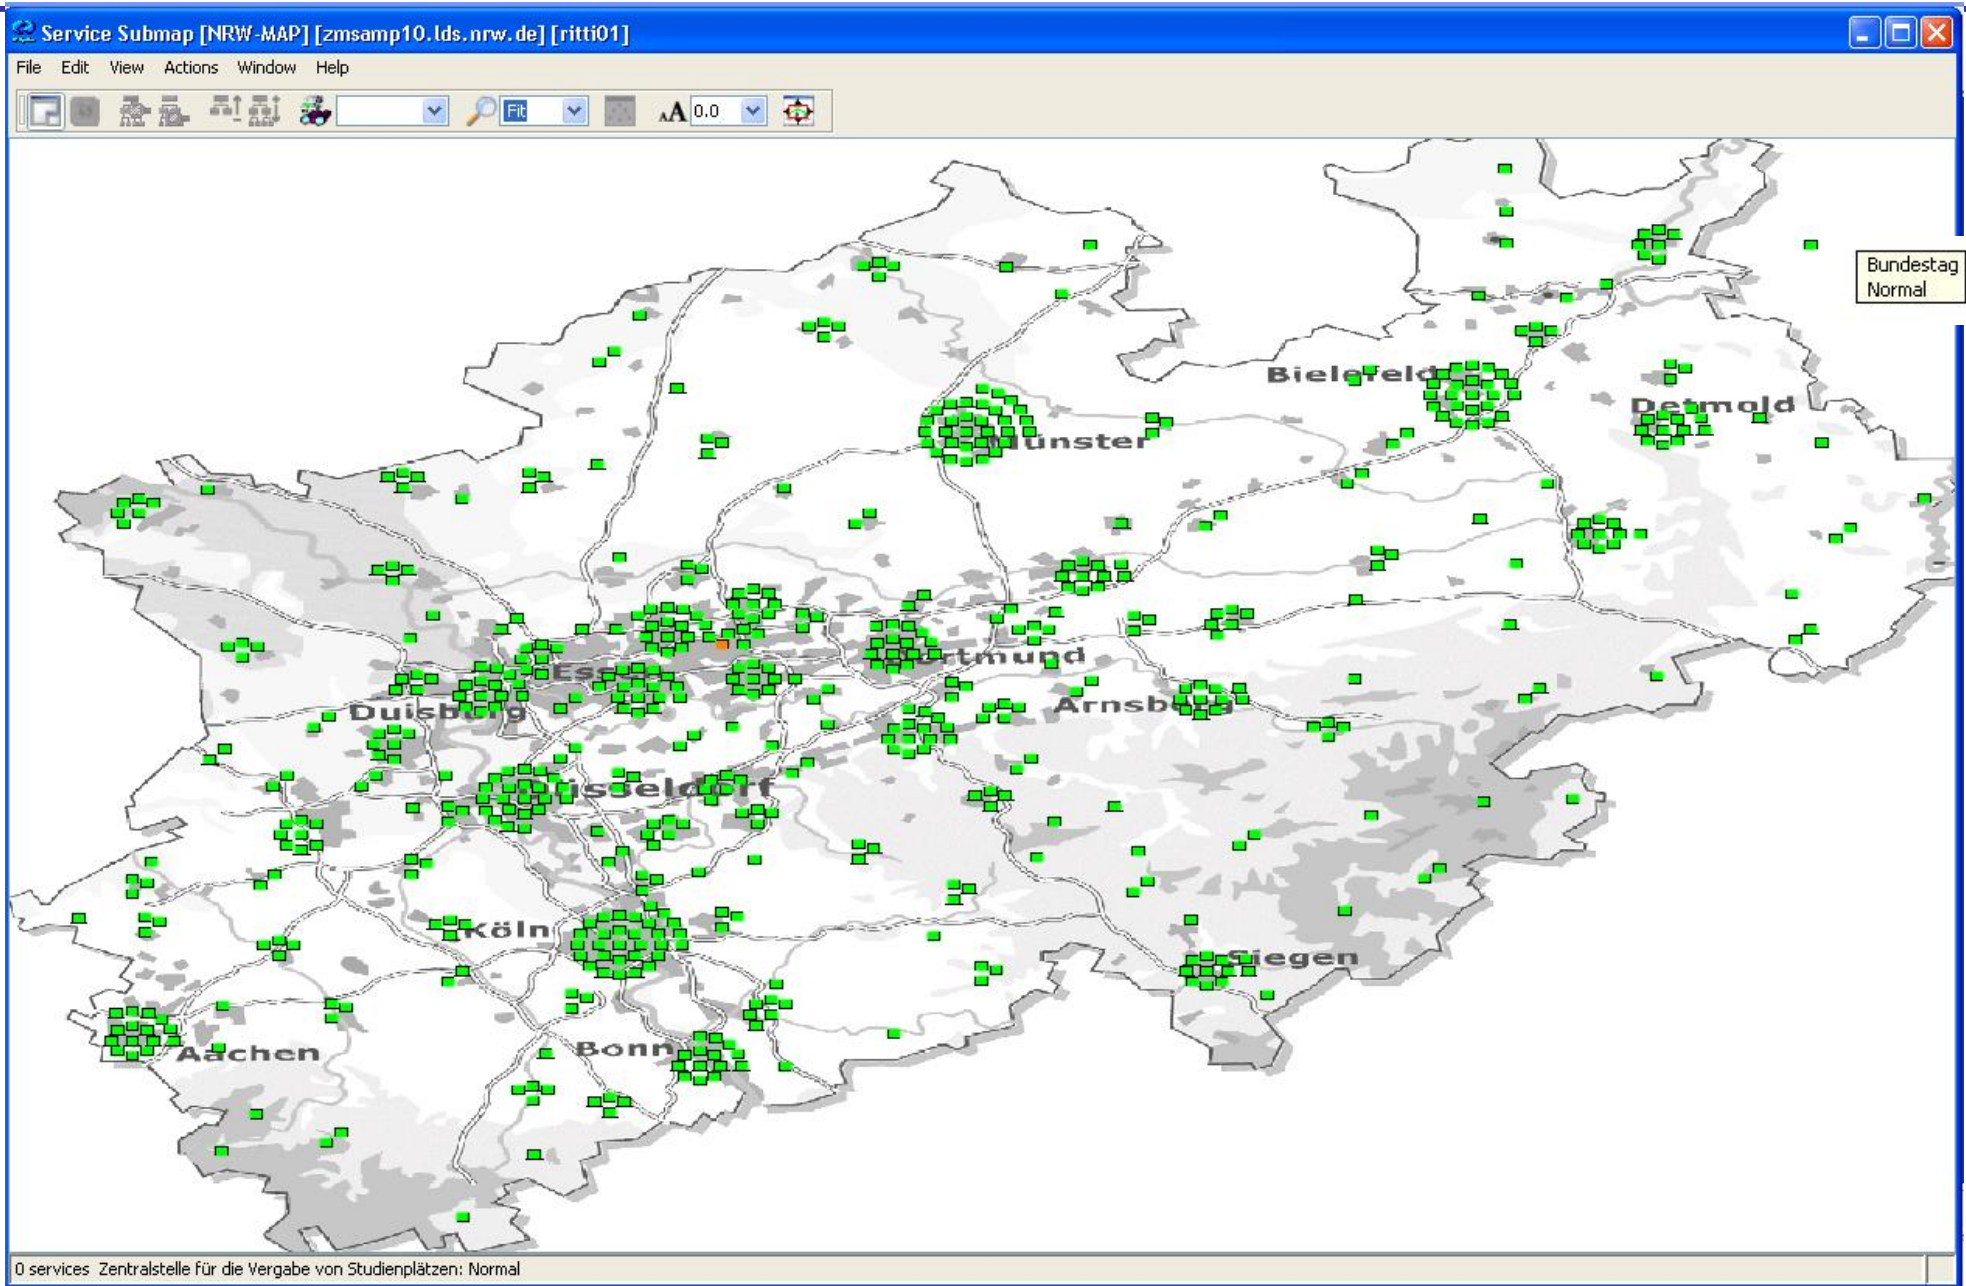 Service Submap [NRW-MAP] [zmsamp10.lds.nrw.de] [ritti01]
File Edit View Actions Window Help
Fit
AA 0.0
Bundestag
Normal
Bielefeld
Detmold
Münster
Essen
Dortmund
Duisburg
Arnsberg
Düsseldorf
Köln
Siegen
Aachen
Bonn
0 services Zentralstelle für die Vergabe von Studienplätzen: Normal